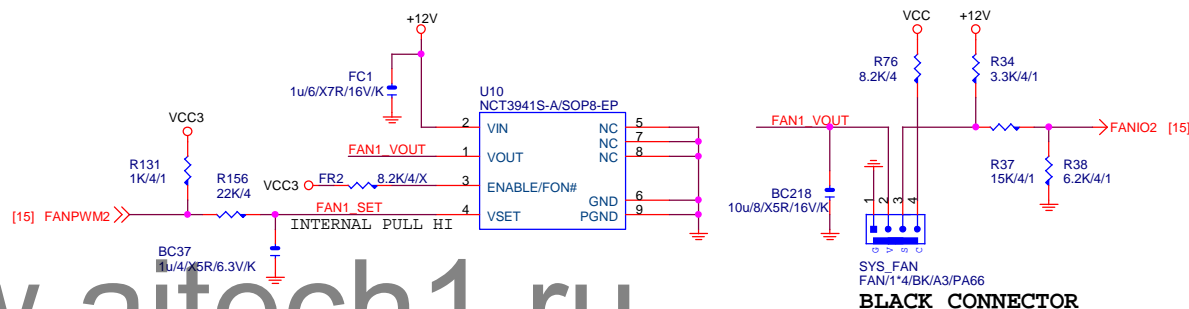 +12V
VCC
+12V
FC1
1u/6/X7R/16V/K
R76
8.2K/4
R34
3.3K/4/1
U10
NCT3941S-A/SOP8-EP
VCC3
2 VIN NC 5
NC 7
FAN1_VOUT 1 VOUT NC 8
FAN1_VOUT
FANIO2 [15]
R131
1K/4/1
R156
22K/4
VCC3 FR2 8.2K/4/X 3 ENABLE/FON#
R37
15K/4/1
R38
6.2K/4/1
BC218
10u/8/X5R/16V/K
GND 6
[15] FANPWM2 FAN1_SET 4 VSET PGND 9
INTERNAL PULL HI
1 2 3 4
G V S C
BC37
1u/4/X5R/6.3V/K
SYS_FAN
FAN/1*4/BK/A3/PA66
BLACK CONNECTOR
w.aitech1.ru